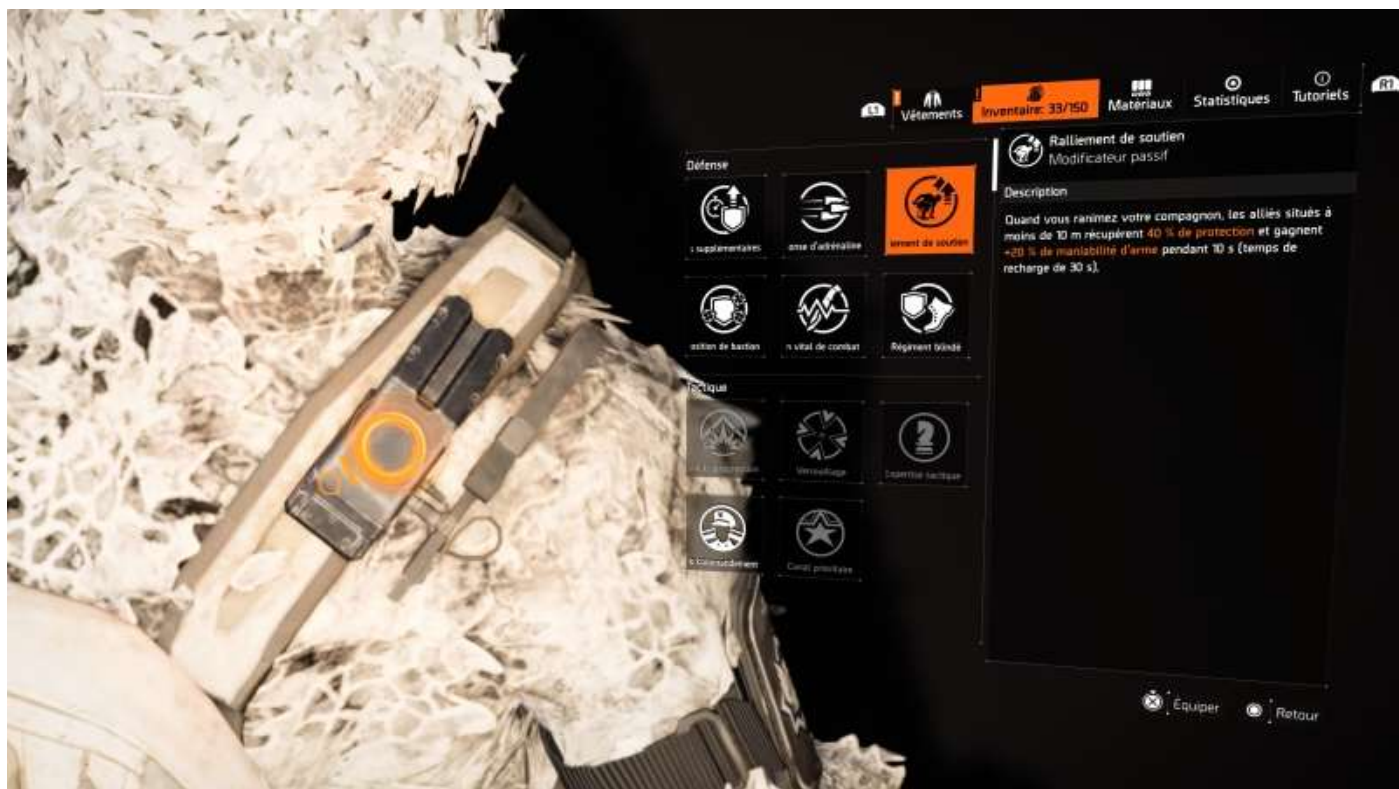 L1
Vêtements
Inventaire: 33/150
Matériaux
Statistiques
Tutoriels
R1
Défense
s supplémentaires
onse d'adrénaline
iement de soutien
osition de bastion
n vital de combat
Régiment blindé
Tactique
Verrouillage
Expertise tactique
s Commandement
Canal prioritaire
Ralliement de soutien
Modificateur passif
Description
Quand vous ranimez votre compagnon, les alliés situés à
moins de 10 m récupèrent 40 % de protection et gagnent
+20 % de maniabilité d'arme pendant 10 s (temps de
recharge de 30 s).
Équiper
Retour